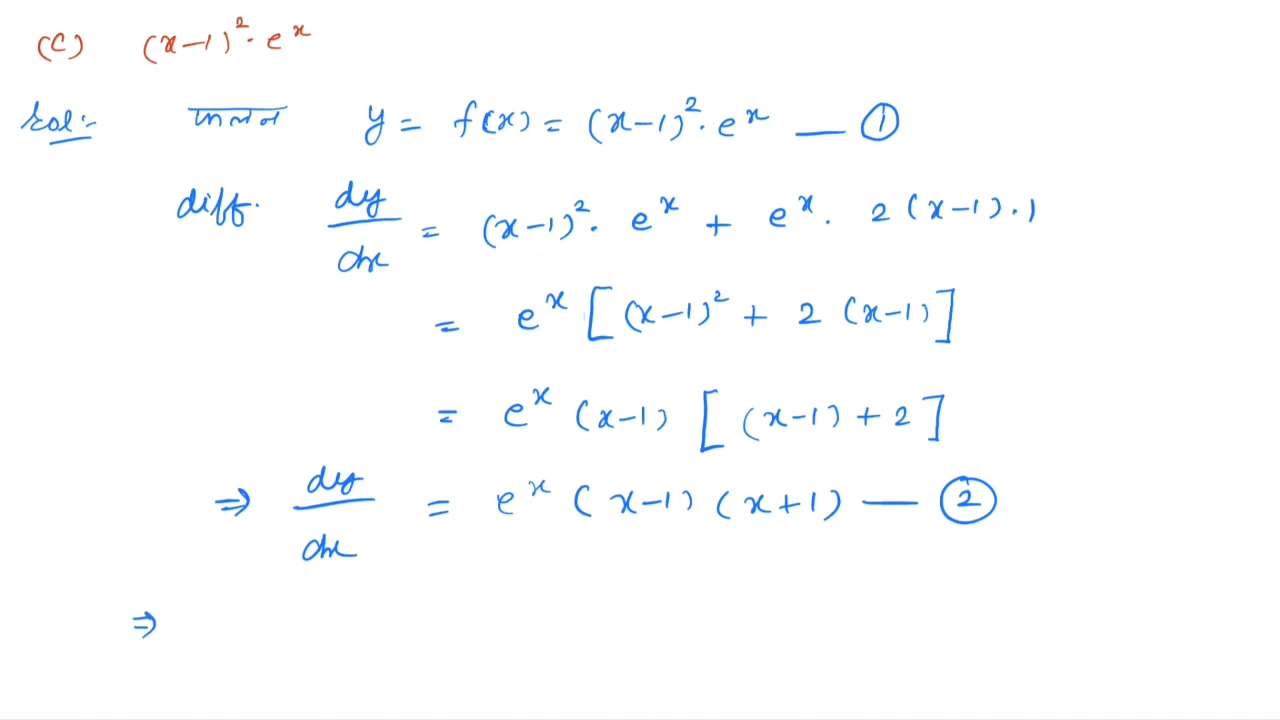 (c) (x-1)². eˣ
Sol:- फलन y = f(x) = (x-1)². eˣ — ①
diff. dy/dx = (x-1)². eˣ + eˣ. 2(x-1).1
= eˣ [(x-1)² + 2 (x-1)]
= eˣ (x-1) [(x-1) + 2]
⇒ dy/dx = eˣ (x-1) (x+1) — ②
⇒